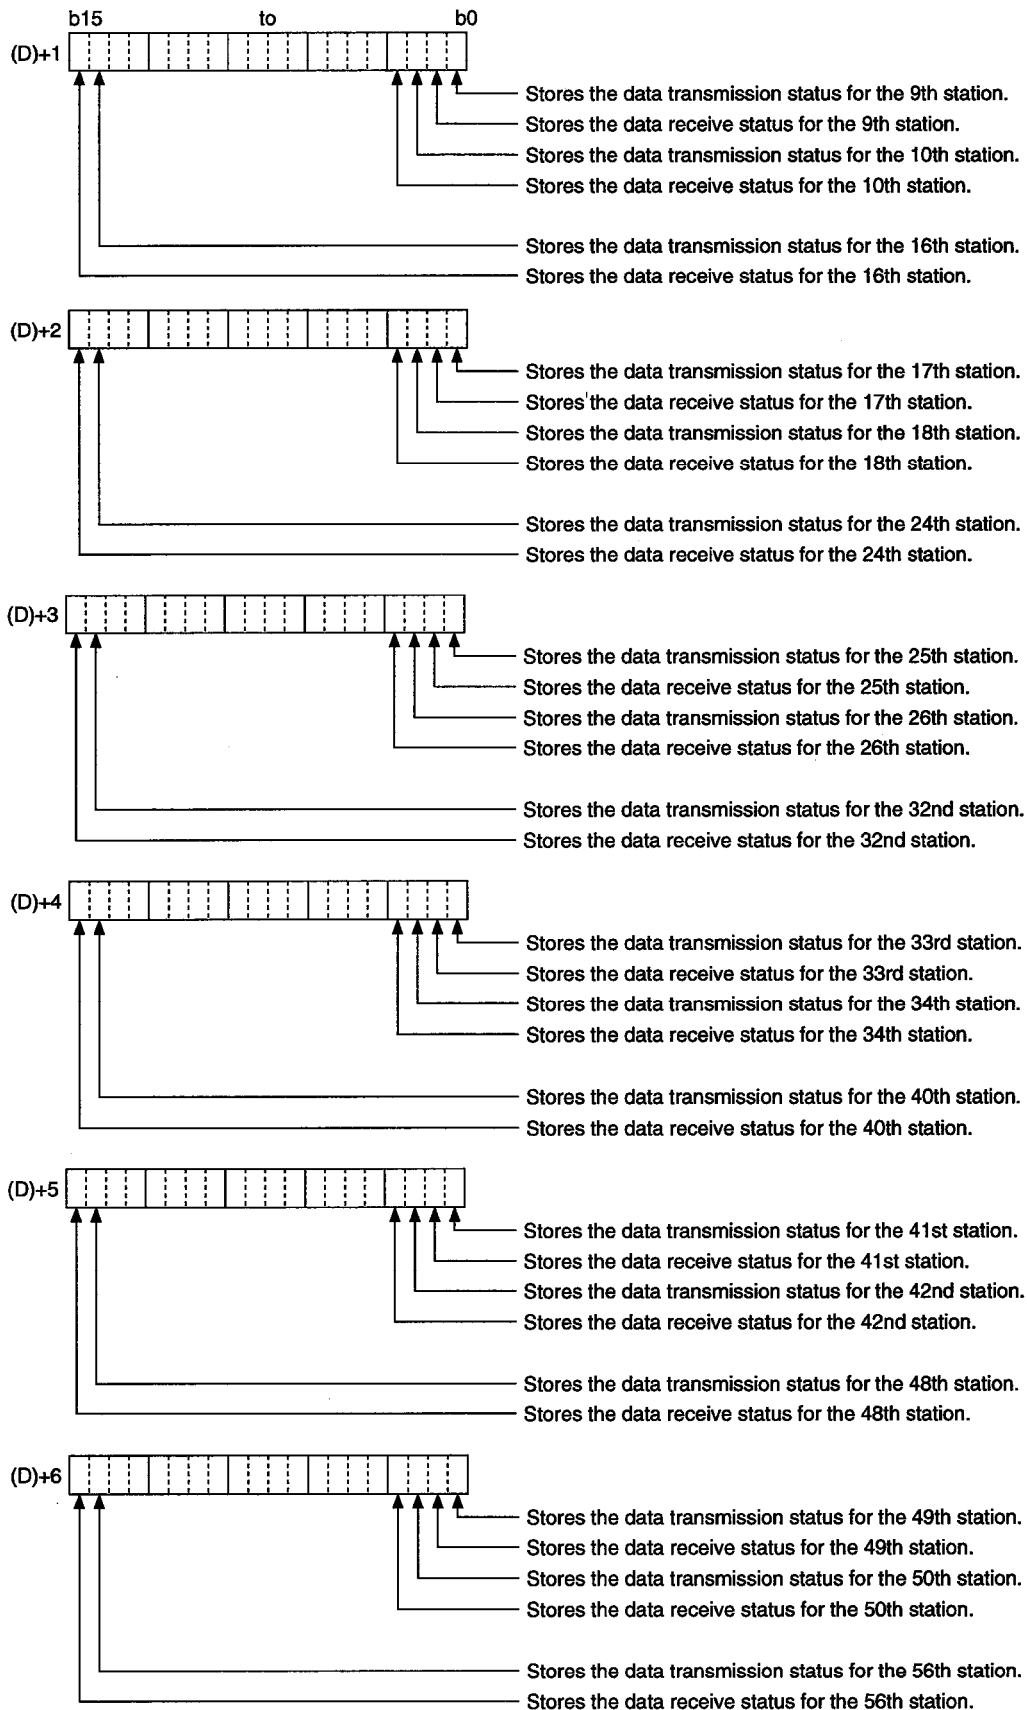 b15 to b0
(D)+1
Stores the data transmission status for the 9th station.
Stores the data receive status for the 9th station.
Stores the data transmission status for the 10th station.
Stores the data receive status for the 10th station.
Stores the data transmission status for the 16th station.
Stores the data receive status for the 16th station.
(D)+2
Stores the data transmission status for the 17th station.
Stores the data receive status for the 17th station.
Stores the data transmission status for the 18th station.
Stores the data receive status for the 18th station.
Stores the data transmission status for the 24th station.
Stores the data receive status for the 24th station.
(D)+3
Stores the data transmission status for the 25th station.
Stores the data receive status for the 25th station.
Stores the data transmission status for the 26th station.
Stores the data receive status for the 26th station.
Stores the data transmission status for the 32nd station.
Stores the data receive status for the 32nd station.
(D)+4
Stores the data transmission status for the 33rd station.
Stores the data receive status for the 33rd station.
Stores the data transmission status for the 34th station.
Stores the data receive status for the 34th station.
Stores the data transmission status for the 40th station.
Stores the data receive status for the 40th station.
(D)+5
Stores the data transmission status for the 41st station.
Stores the data receive status for the 41st station.
Stores the data transmission status for the 42nd station.
Stores the data receive status for the 42nd station.
Stores the data transmission status for the 48th station.
Stores the data receive status for the 48th station.
(D)+6
Stores the data transmission status for the 49th station.
Stores the data receive status for the 49th station.
Stores the data transmission status for the 50th station.
Stores the data receive status for the 50th station.
Stores the data transmission status for the 56th station.
Stores the data receive status for the 56th station.